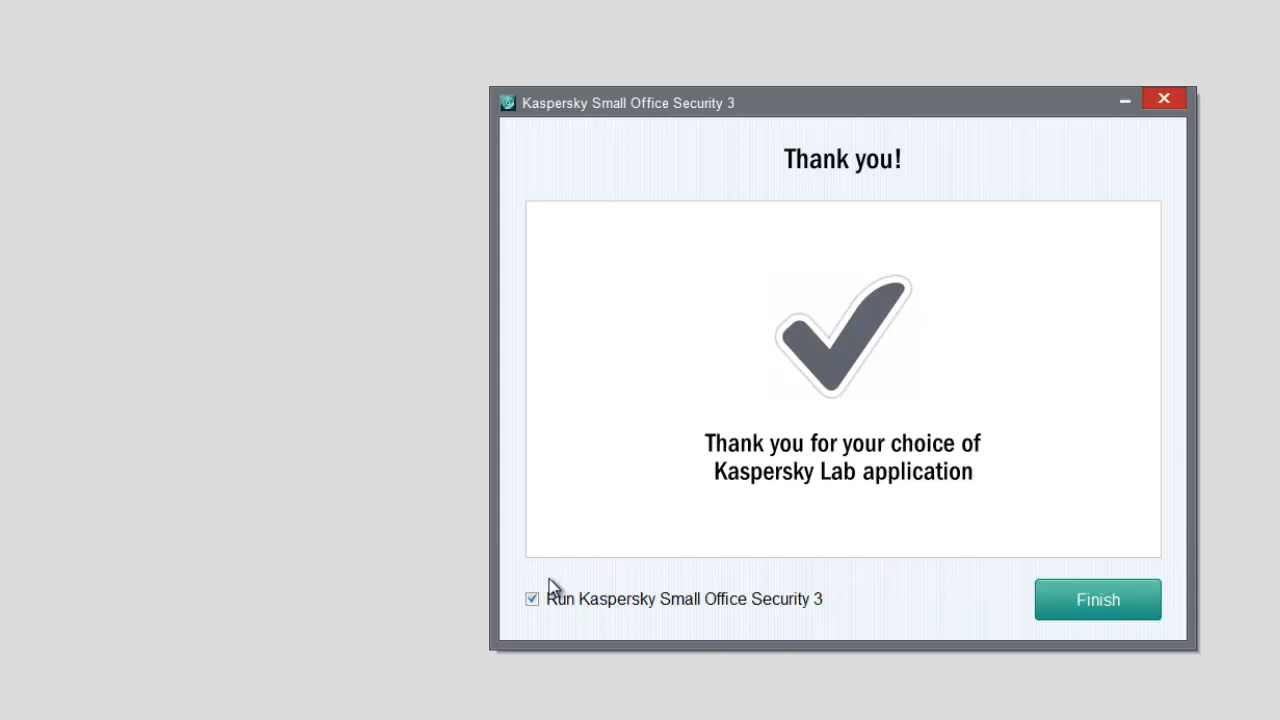 Kaspersky Small Office Security 3
Thank you!
Thank you for your choice of
Kaspersky Lab application
Run Kaspersky Small Office Security 3
Finish